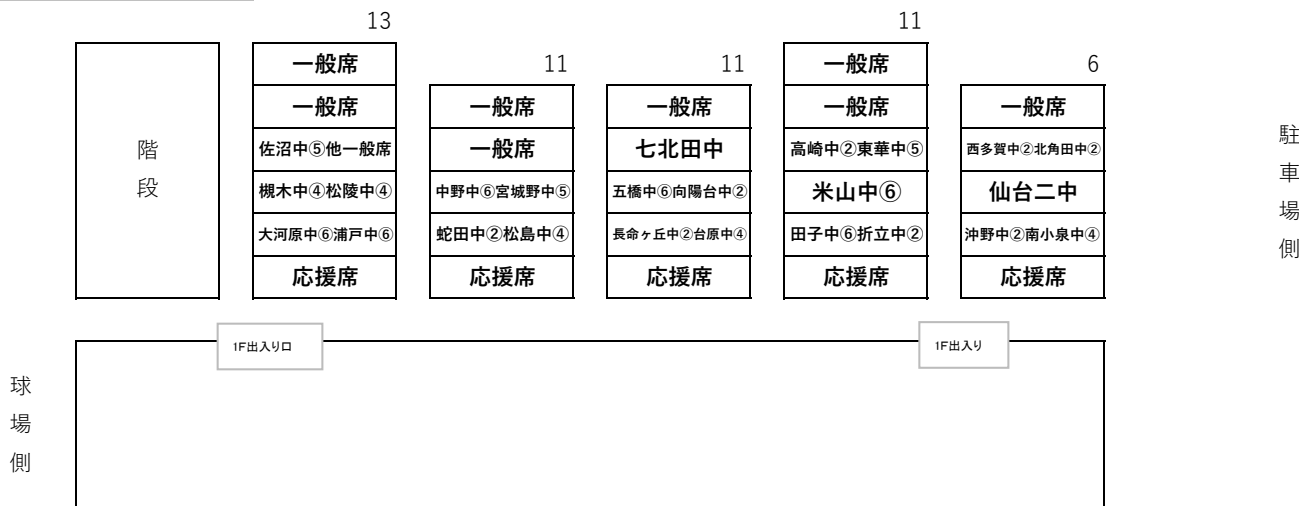 13
11
一般席
11
11
一般席
6
一般席
一般席
一般席
一般席
一般席
階段
佐沼中⑤他一般席
一般席
七北田中
高崎中②東華中⑤
西多賀中②北角田中②
駐車場側
槻木中④松陵中④
中野中⑥宮城野中⑤
五橋中⑥向陽台中②
米山中⑥
仙台二中
大河原中⑥浦戸中⑥
蛇田中②松島中④
長命ヶ丘中②台原中④
田子中⑥折立中②
沖野中②南小泉中④
応援席
応援席
応援席
応援席
応援席
1F出入り口
1F出入り
球場側